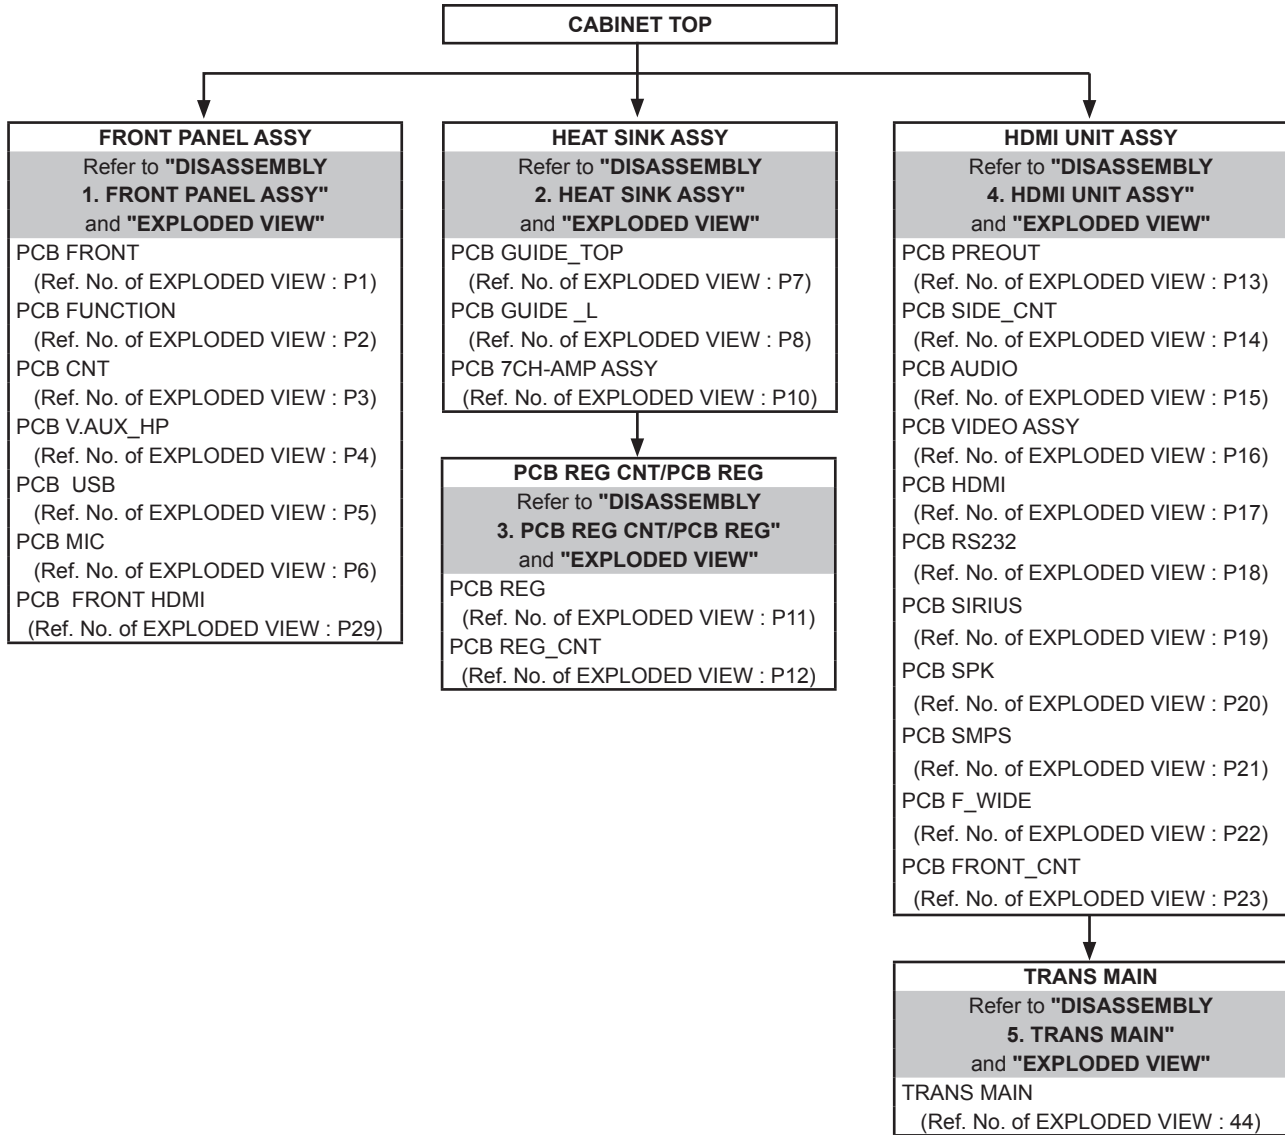 CABINET TOP
FRONT PANEL ASSY
Refer to "DISASSEMBLY
1. FRONT PANEL ASSY"
and "EXPLODED VIEW"
PCB FRONT
(Ref. No. of EXPLODED VIEW : P1)
PCB FUNCTION
(Ref. No. of EXPLODED VIEW : P2)
PCB CNT
(Ref. No. of EXPLODED VIEW : P3)
PCB V.AUX_HP
(Ref. No. of EXPLODED VIEW : P4)
PCB USB
(Ref. No. of EXPLODED VIEW : P5)
PCB MIC
(Ref. No. of EXPLODED VIEW : P6)
PCB FRONT HDMI
(Ref. No. of EXPLODED VIEW : P29)
HEAT SINK ASSY
Refer to "DISASSEMBLY
2. HEAT SINK ASSY"
and "EXPLODED VIEW"
PCB GUIDE_TOP
(Ref. No. of EXPLODED VIEW : P7)
PCB GUIDE _L
(Ref. No. of EXPLODED VIEW : P8)
PCB 7CH-AMP ASSY
(Ref. No. of EXPLODED VIEW : P10)
PCB REG CNT/PCB REG
Refer to "DISASSEMBLY
3. PCB REG CNT/PCB REG"
and "EXPLODED VIEW"
PCB REG
(Ref. No. of EXPLODED VIEW : P11)
PCB REG_CNT
(Ref. No. of EXPLODED VIEW : P12)
HDMI UNIT ASSY
Refer to "DISASSEMBLY
4. HDMI UNIT ASSY"
and "EXPLODED VIEW"
PCB PREOUT
(Ref. No. of EXPLODED VIEW : P13)
PCB SIDE_CNT
(Ref. No. of EXPLODED VIEW : P14)
PCB AUDIO
(Ref. No. of EXPLODED VIEW : P15)
PCB VIDEO ASSY
(Ref. No. of EXPLODED VIEW : P16)
PCB HDMI
(Ref. No. of EXPLODED VIEW : P17)
PCB RS232
(Ref. No. of EXPLODED VIEW : P18)
PCB SIRIUS
(Ref. No. of EXPLODED VIEW : P19)
PCB SPK
(Ref. No. of EXPLODED VIEW : P20)
PCB SMPS
(Ref. No. of EXPLODED VIEW : P21)
PCB F_WIDE
(Ref. No. of EXPLODED VIEW : P22)
PCB FRONT_CNT
(Ref. No. of EXPLODED VIEW : P23)
TRANS MAIN
Refer to "DISASSEMBLY
5. TRANS MAIN"
and "EXPLODED VIEW"
TRANS MAIN
(Ref. No. of EXPLODED VIEW : 44)